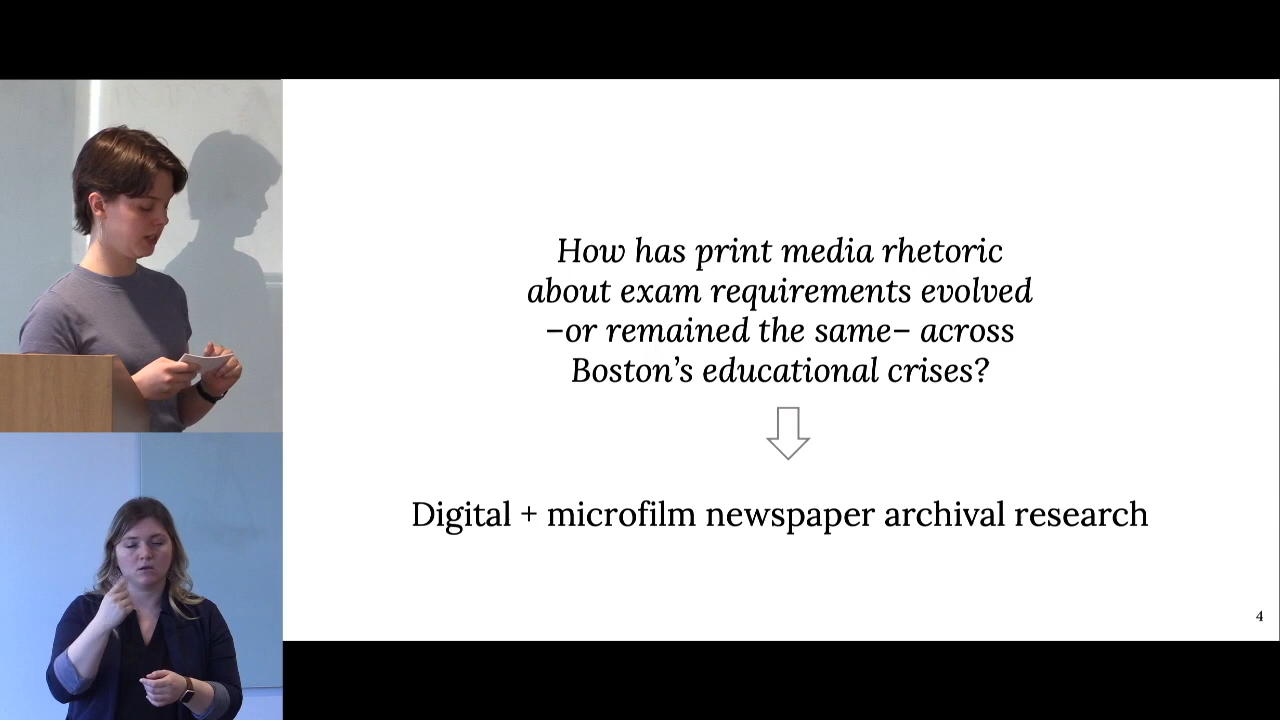 How has print media rhetoric
about exam requirements evolved
–or remained the same– across
Boston's educational crises?
Digital + microfilm newspaper archival research
4